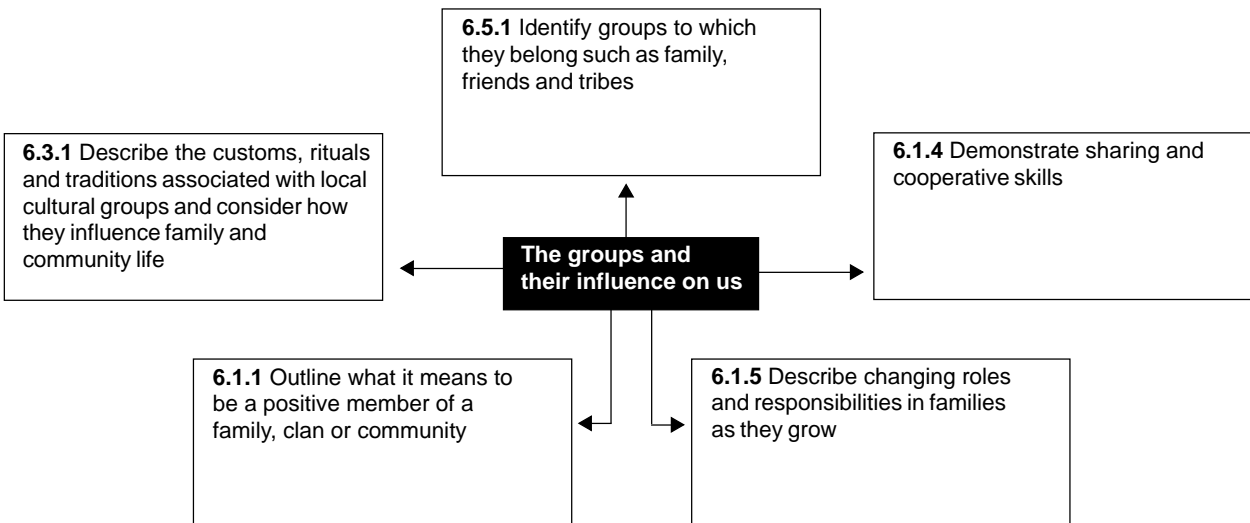 6.5.1 Identify groups to which
they belong such as family,
friends and tribes
6.3.1 Describe the customs, rituals
and traditions associated with local
cultural groups and consider how
they influence family and
community life
6.1.4 Demonstrate sharing and
cooperative skills
The groups and
their influence on us
6.1.1 Outline what it means to
be a positive member of a
family, clan or community
6.1.5 Describe changing roles
and responsibilities in families
as they grow